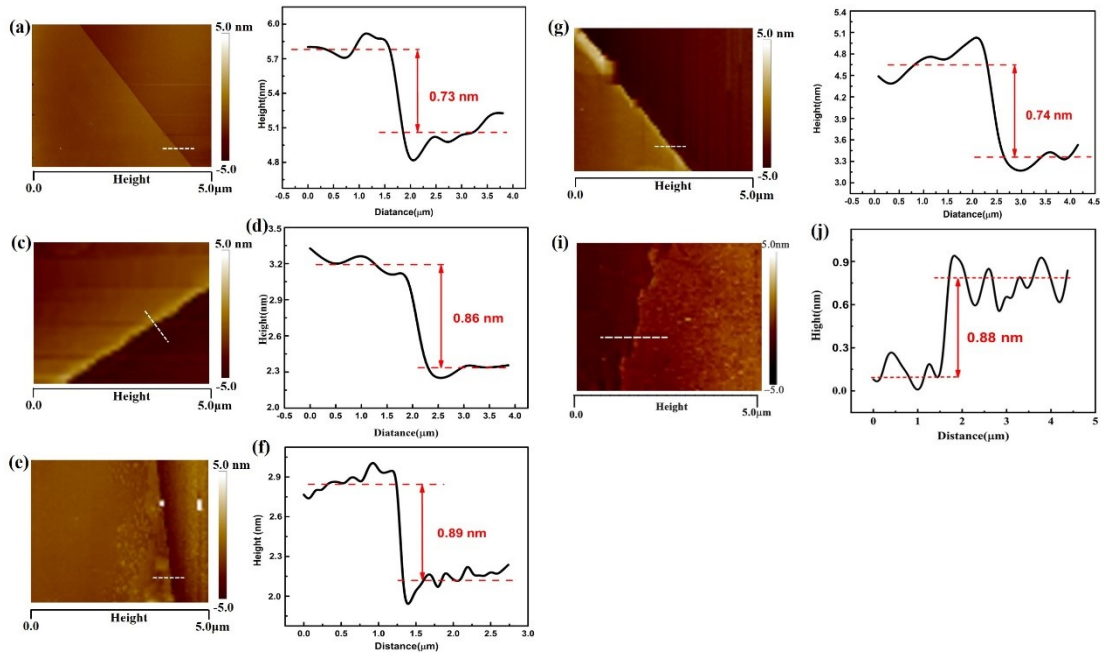 (a)
5.0 nm
-5.0
0.0
Height
5.0μm
6.0
5.7
5.4
5.1
4.8
Height(nm)
0.73 nm
-0.5 0.0 0.5 1.0 1.5 2.0 2.5 3.0 3.5 4.0
Diatance(μm)
(g)
5.0 nm
-5.0
0.0
Height
5.0μm
5.1
4.8
4.5
4.2
3.9
3.6
3.3
3.0
Height(nm)
0.74 nm
-0.5 0.0 0.5 1.0 1.5 2.0 2.5 3.0 3.5 4.0 4.5
Diatance(μm)
(c)
5.0 nm
-5.0
0.0
Height
5.0μm
(d)
3.5
3.2
2.9
2.6
2.3
2.0
Height(nm)
0.86 nm
-0.5 0.0 0.5 1.0 1.5 2.0 2.5 3.0 3.5 4.0
Diatance(μm)
(i)
5.0nm
-5.0
0.0
Height
5.0μm
(j)
0.9
0.6
0.3
0.0
Hight(nm)
0.88 nm
0 1 2 3 4 5
Distance(μm)
(e)
5.0 nm
-5.0
0.0
Height
5.0μm
(f)
2.9
2.6
2.3
2.0
Height (nm)
0.89 nm
0.0 0.5 1.0 1.5 2.0 2.5 3.0
Diatance(μm)